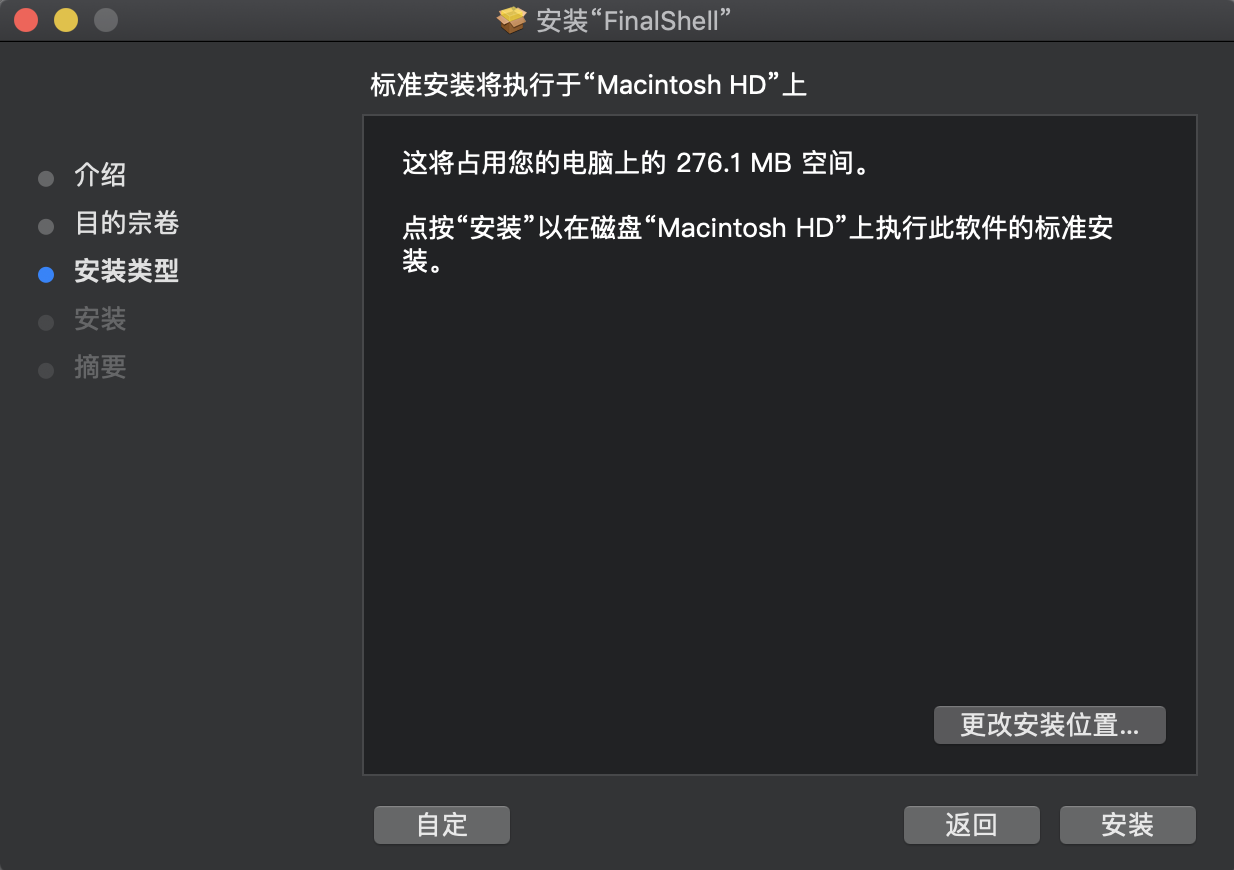 安装“FinalShell”
标准安装将执行于“Macintosh HD”上
介绍
目的宗卷
安装类型
安装
摘要
这将占用您的电脑上的 276.1 MB 空间。
点按“安装”以在磁盘“Macintosh HD”上执行此软件的标准安
装。
更改安装位置...
自定
返回
安装